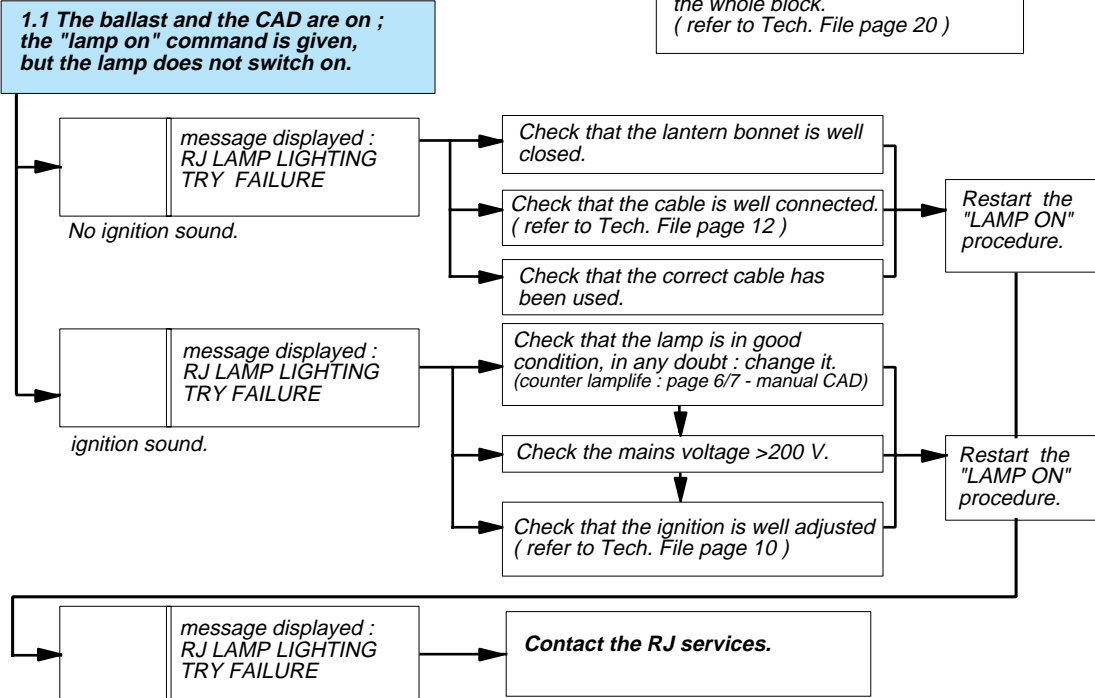 the whole block.
( refer to Tech. File page 20 )
1.1 The ballast and the CAD are on ;
the "lamp on" command is given,
but the lamp does not switch on.
message displayed :
RJ LAMP LIGHTING
TRY FAILURE
No ignition sound.
Check that the lantern bonnet is well
closed.
Check that the cable is well connected.
( refer to Tech. File page 12 )
Check that the correct cable has
been used.
Restart the
"LAMP ON"
procedure.
message displayed :
RJ LAMP LIGHTING
TRY FAILURE
ignition sound.
Check that the lamp is in good
condition, in any doubt : change it.
(counter lamplife : page 6/7 - manual CAD)
Check the mains voltage >200 V.
Check that the ignition is well adjusted
( refer to Tech. File page 10 )
Restart the
"LAMP ON"
procedure.
message displayed :
RJ LAMP LIGHTING
TRY FAILURE
Contact the RJ services.